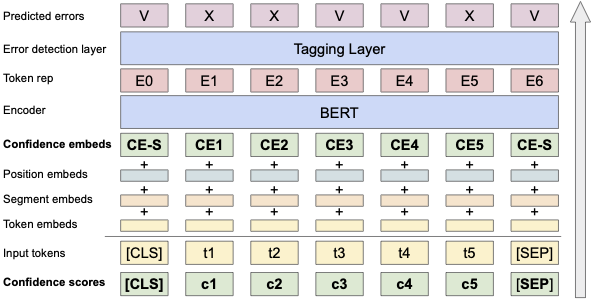 Predicted errors V X X V V X V
Error detection layer Tagging Layer
Token rep E0 E1 E2 E3 E4 E5 E6
Encoder BERT
Confidence embeds CE-S CE1 CE2 CE3 CE4 CE5 CE-S
+ + + + + + +
Position embeds
+ + + + + + +
Segment embeds
+ + + + + + +
Token embeds
Input tokens [CLS] t1 t2 t3 t4 t5 [SEP]
Confidence scores [CLS] c1 c2 c3 c4 c5 [SEP]